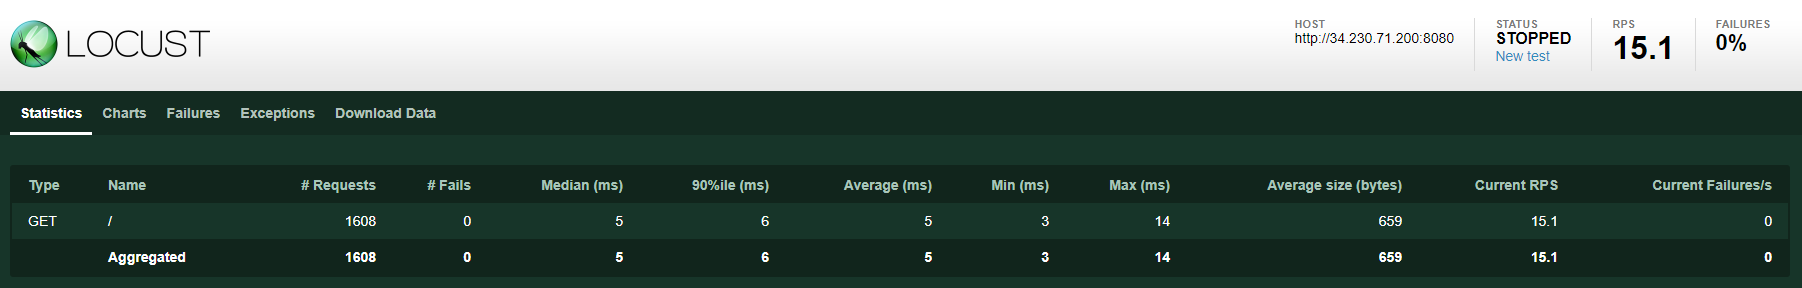 LOCUST
HOST
http://34.230.71.200:8080
STATUS
STOPPED
New test
RPS
15.1
FAILURES
0%
Statistics Charts Failures Exceptions Download Data
Type Name # Requests # Fails Median (ms) 90%ile (ms) Average (ms) Min (ms) Max (ms) Average size (bytes) Current RPS Current Failures/s
GET / 1608 0 5 6 5 3 14 659 15.1 0
Aggregated 1608 0 5 6 5 3 14 659 15.1 0